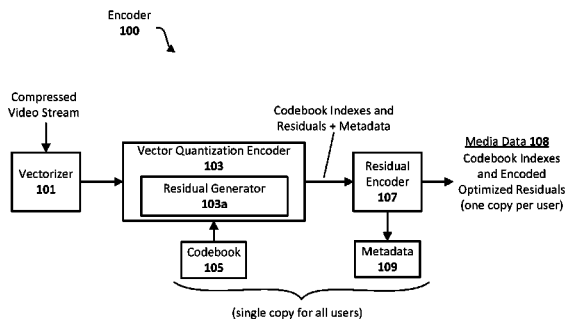 Encoder
100
Compressed
Video Stream
Vectorizer
101
Vector Quantization Encoder
103
Residual Generator
103a
Codebook
105
Codebook Indexes and
Residuals + Metadata
Residual
Encoder
107
Metadata
109
Media Data 108
Codebook Indexes
and Encoded
Optimized Residuals
(one copy per user)
(single copy for all users)